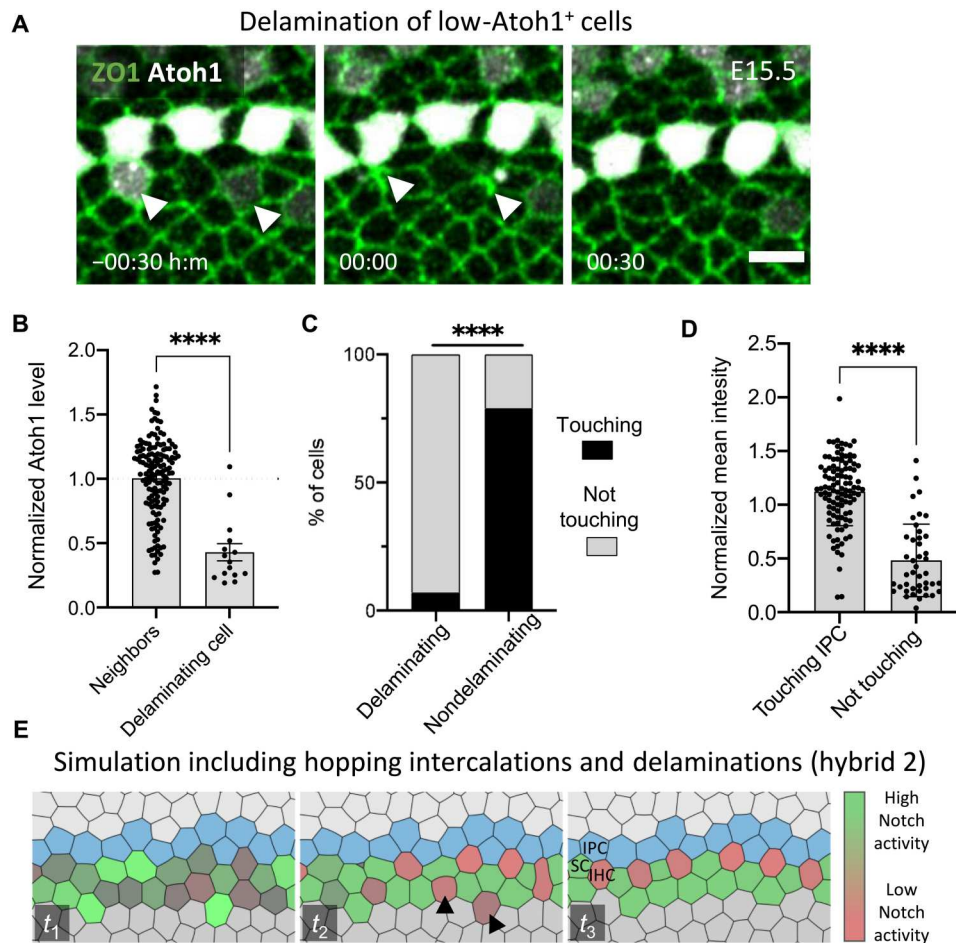 A
Delamination of low-Atoh1⁺ cells
ZO1 Atoh1
E15.5
−00:30 h:m
00:00
00:30
B
****
Normalized Atoh1 level
2.0
1.5
1.0
0.5
0.0
Neighbors
Delaminating cell
C
****
% of cells
100
50
0
Delaminating
Nondelaminating
Touching
Not
touching
D
****
Normalized mean intesity
2.5
2.0
1.5
1.0
0.5
0.0
Touching IPC
Not touching
E
Simulation including hopping intercalations and delaminations (hybrid 2)
t₁
t₂
t₃
IPC
SC
IHC
High
Notch
activity
Low
Notch
activity